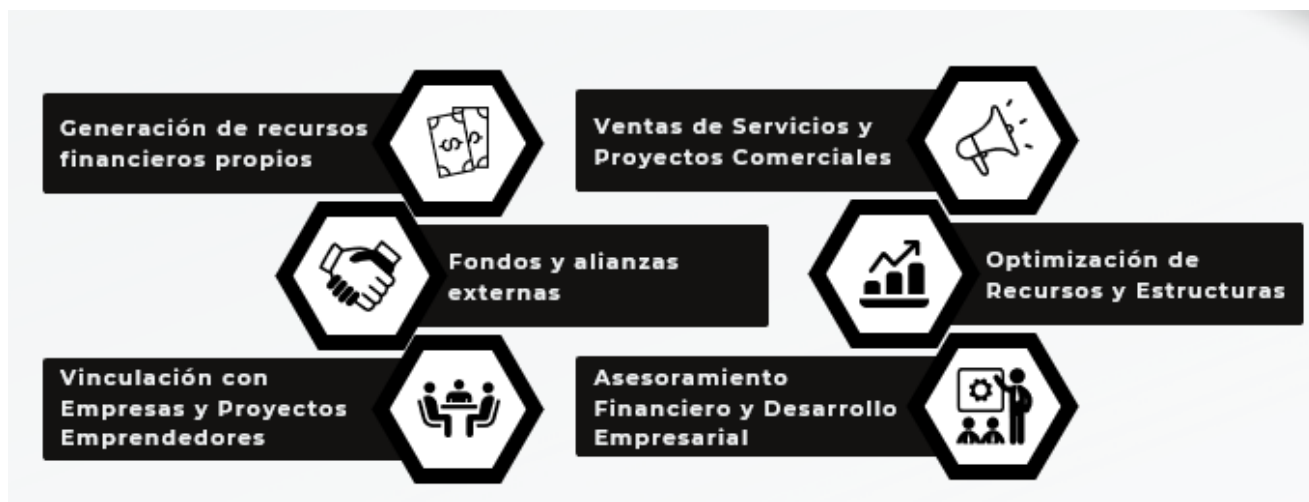 Generación de recursos
financieros propios
Ventas de Servicios y
Proyectos Comerciales
Fondos y alianzas
externas
Optimización de
Recursos y Estructuras
Vinculación con
Empresas y Proyectos
Emprendedores
Asesoramiento
Financiero y Desarrollo
Empresarial